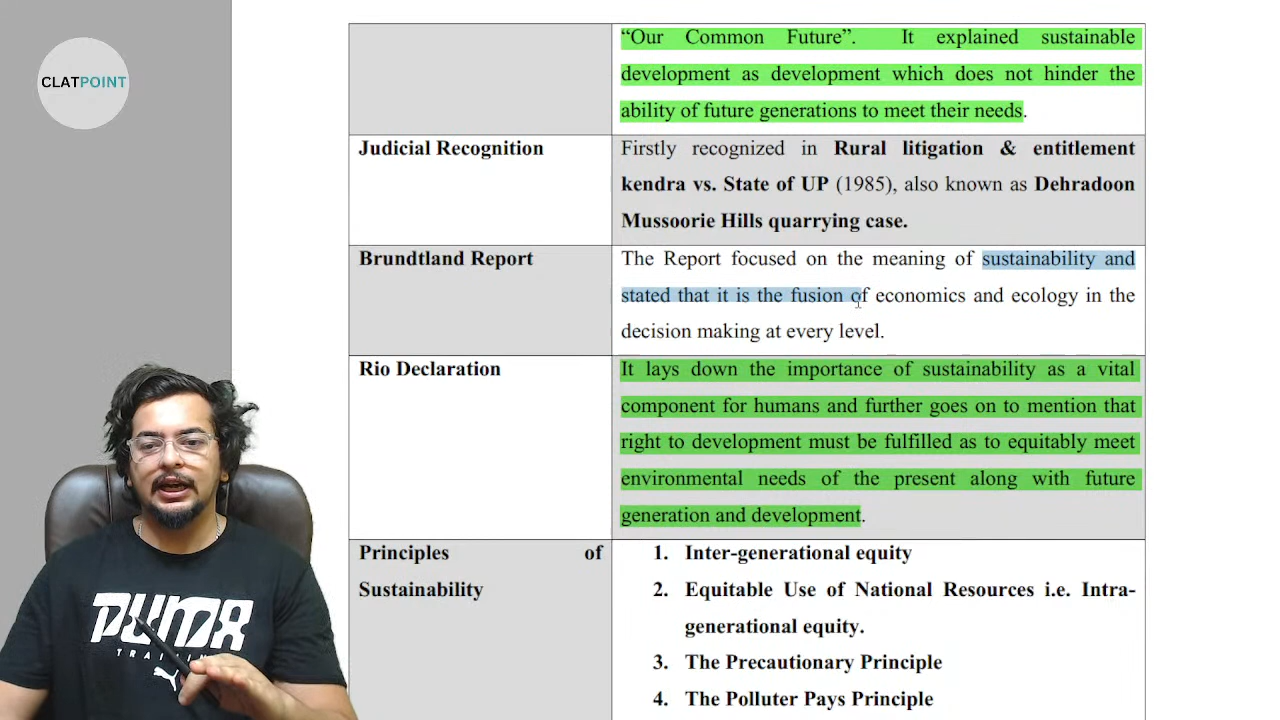 CLATPOINT
“Our Common Future”. It explained sustainable
development as development which does not hinder the
ability of future generations to meet their needs.
Judicial Recognition
Firstly recognized in Rural litigation & entitlement
kendra vs. State of UP (1985), also known as Dehradoon
Mussoorie Hills quarrying case.
Brundtland Report
The Report focused on the meaning of sustainability and
stated that it is the fusion of economics and ecology in the
decision making at every level.
Rio Declaration
It lays down the importance of sustainability as a vital
component for humans and further goes on to mention that
right to development must be fulfilled as to equitably meet
environmental needs of the present along with future
generation and development.
Principles of
Sustainability
1. Inter-generational equity
2. Equitable Use of National Resources i.e. Intra-
generational equity.
3. The Precautionary Principle
4. The Polluter Pays Principle
PUMA